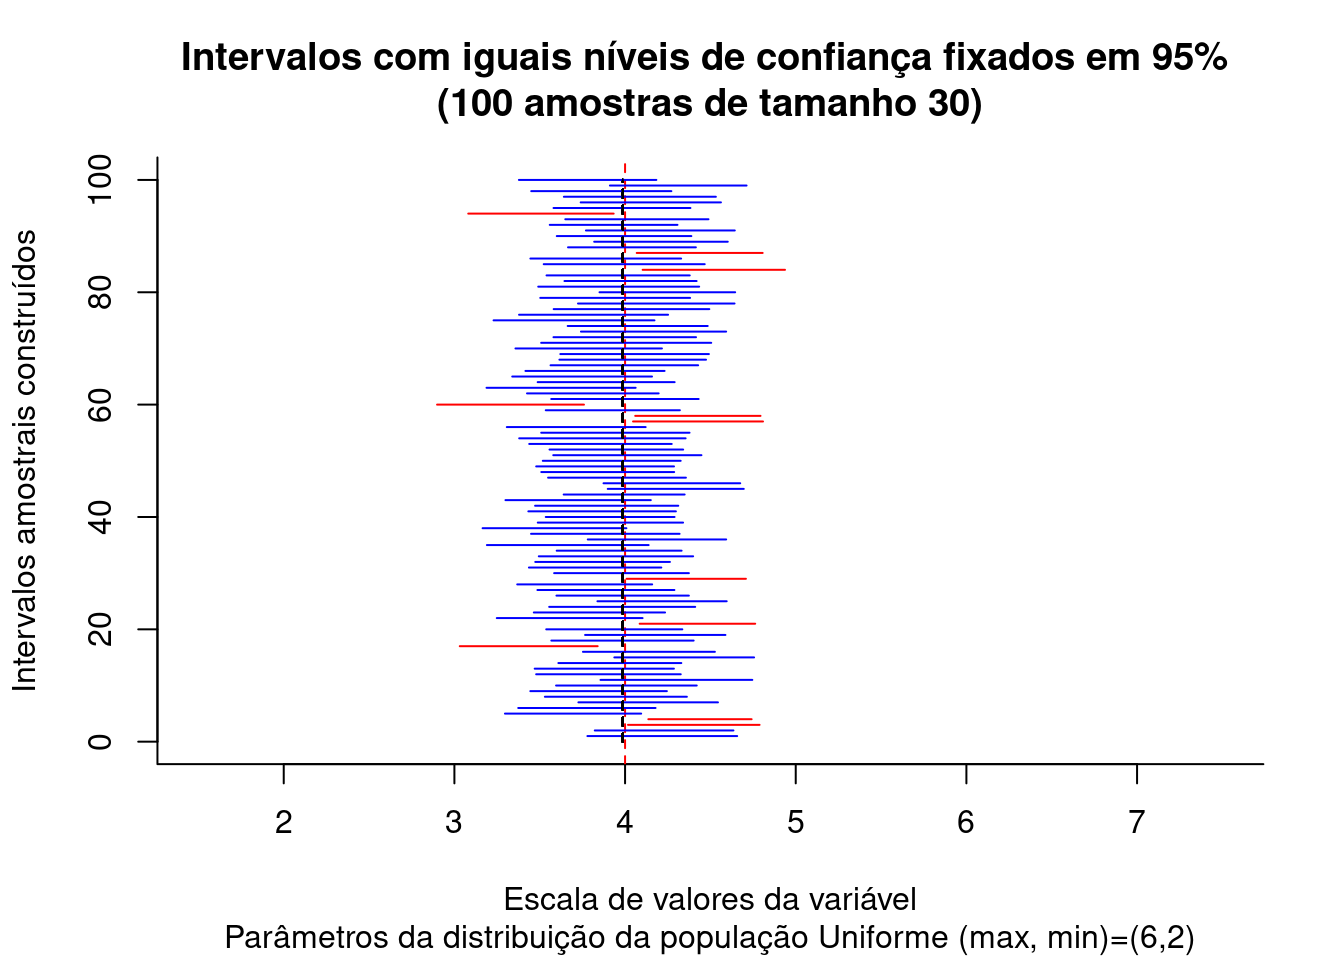 Intervalos com iguais níveis de confiança fixados em 95%
(100 amostras de tamanho 30)
Intervalos amostrais construídos
100
80
60
40
20
0
2 3 4 5 6 7
Escala de valores da variável
Parâmetros da distribuição da população Uniforme (max, min)=(6,2)